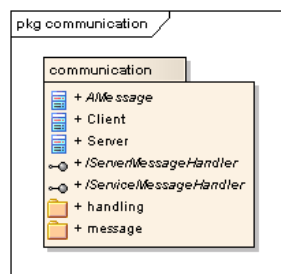 pkg communication
communication
+ AMessage
+ Client
+ Server
+ IServerMessageHandler
+ IServiceMessageHandler
+ handling
+ message